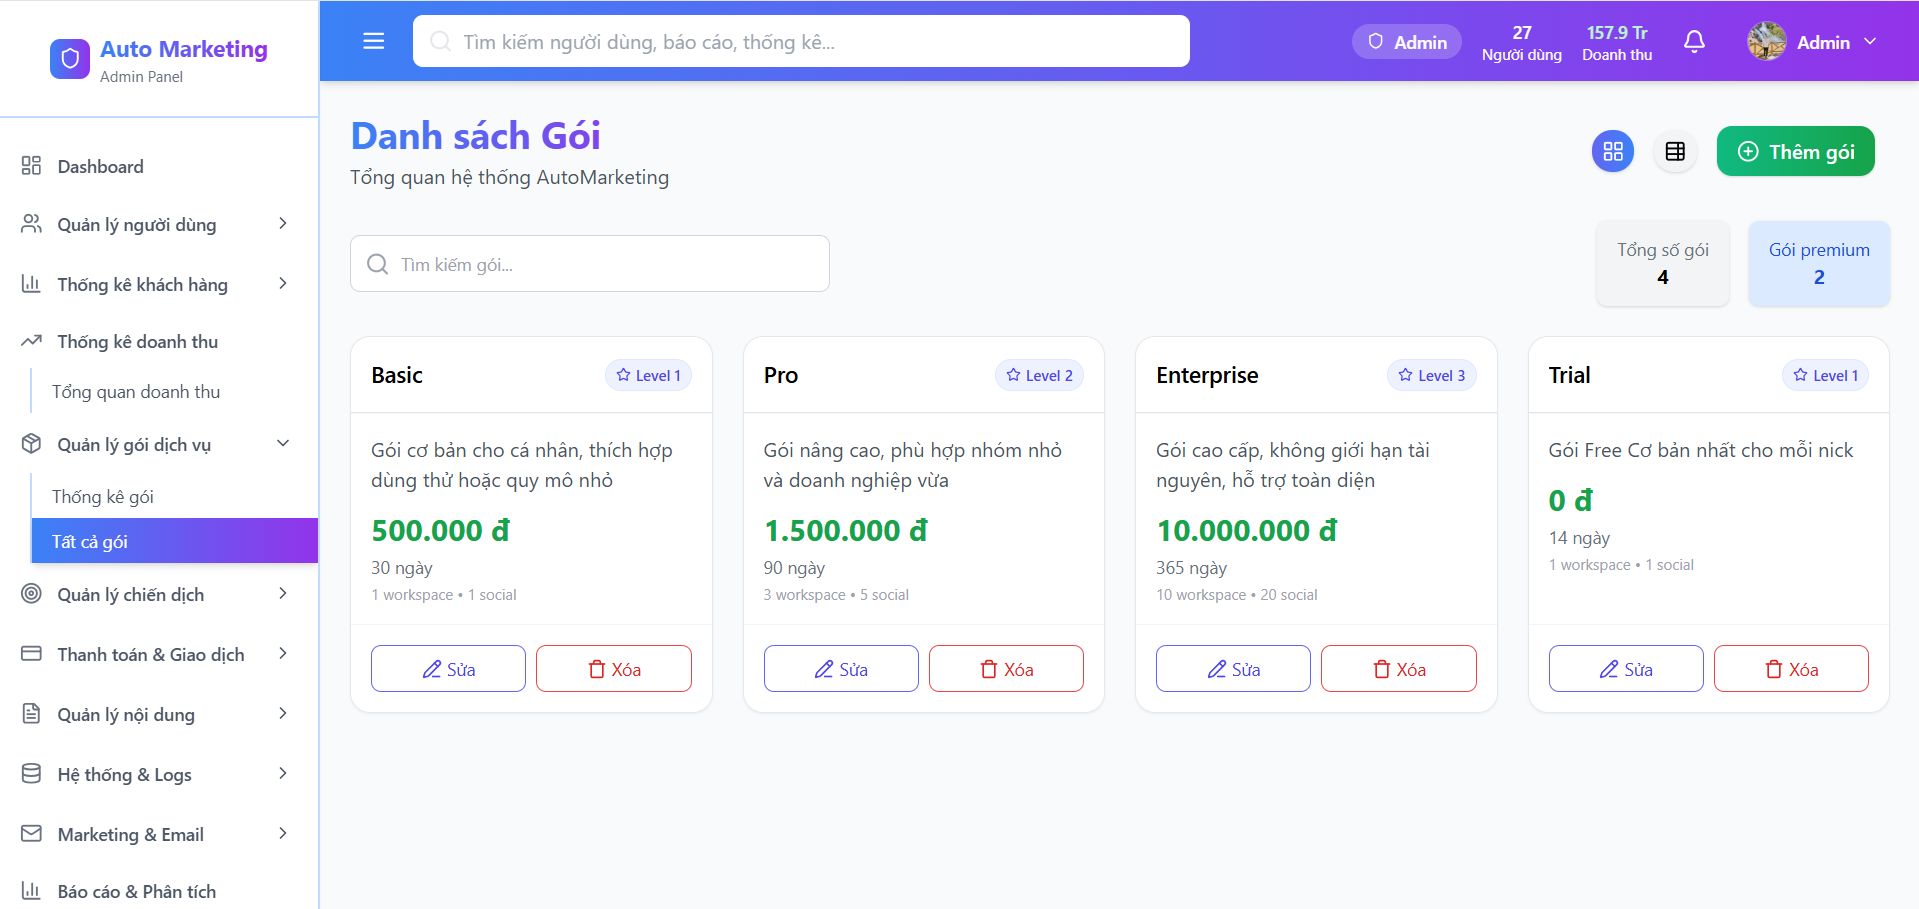 Auto Marketing
Admin Panel
Dashboard
Quản lý người dùng
Thống kê khách hàng
Thống kê doanh thu
Tổng quan doanh thu
Quản lý gói dịch vụ
Thống kê gói
Tất cả gói
Quản lý chiến dịch
Thanh toán & Giao dịch
Quản lý nội dung
Hệ thống & Logs
Marketing & Email
Báo cáo & Phân tích
Tìm kiếm người dùng, báo cáo, thống kê...
Admin
27
Người dùng
157.9 Tr
Doanh thu
Admin
Danh sách Gói
Tổng quan hệ thống AutoMarketing
Thêm gói
Tìm kiếm gói...
Tổng số gói
4
Gói premium
2
Basic
Level 1
Gói cơ bản cho cá nhân, thích hợp
dùng thử hoặc quy mô nhỏ
500.000 đ
30 ngày
1 workspace • 1 social
Sửa
Xóa
Pro
Level 2
Gói nâng cao, phù hợp nhóm nhỏ
và doanh nghiệp vừa
1.500.000 đ
90 ngày
3 workspace • 5 social
Sửa
Xóa
Enterprise
Level 3
Gói cao cấp, không giới hạn tài
nguyên, hỗ trợ toàn diện
10.000.000 đ
365 ngày
10 workspace • 20 social
Sửa
Xóa
Trial
Level 1
Gói Free Cơ bản nhất cho mỗi nick
0 đ
14 ngày
1 workspace • 1 social
Sửa
Xóa